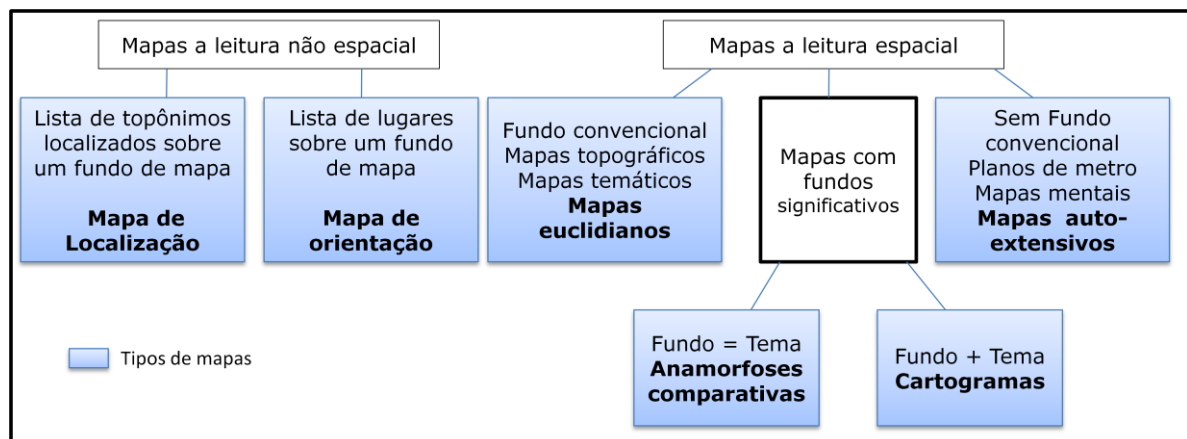 Mapas a leitura não espacial
Mapas a leitura espacial
Lista de topônimos
localizados sobre
um fundo de mapa
Mapa de
Localização
Lista de lugares
sobre um fundo
de mapa
Mapa de
orientação
Fundo convencional
Mapas topográficos
Mapas temáticos
Mapas
euclidianos
Mapas com
fundos
significativos
Sem Fundo
convencional
Planos de metro
Mapas mentais
Mapas auto-
extensivos
Fundo = Tema
Anamorfoses
comparativas
Fundo + Tema
Cartogramas
Tipos de mapas